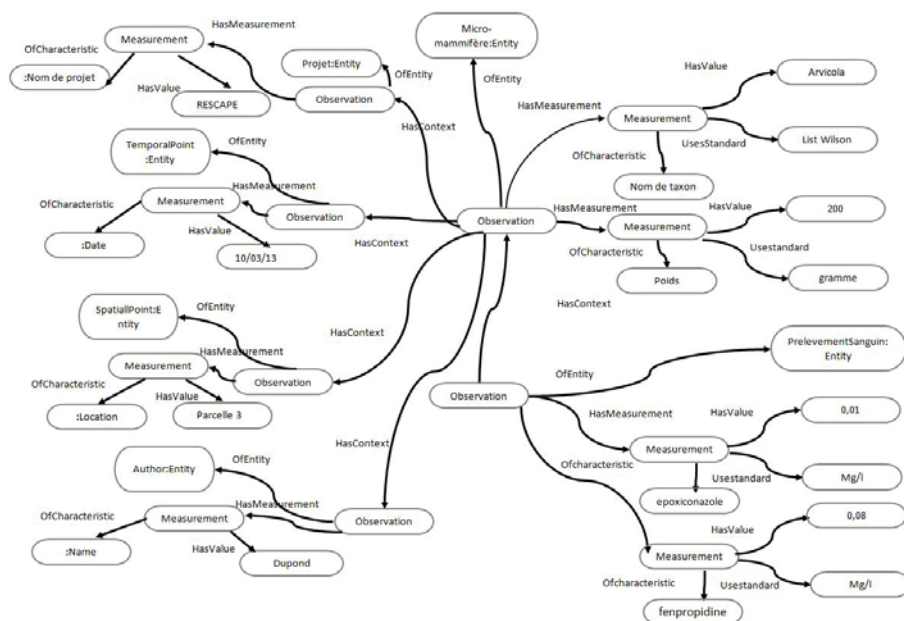 HasMeasurement
Measurement
OfCharacteristic
:Nom de projet
HasValue
RESCAPE
Projet:Entity
OfEntity
Observation
HasContext
Micro-
mammifère:Entity
OfEntity
HasMeasurement
HasValue
Arvicola
Measurement
UsesStandard
List Wilson
OfCharacteristic
Nom de taxon
TemporalPoint
:Entity
OfEntity
HasMeasurement
Measurement
OfCharacteristic
Observation
HasValue
:Date
10/03/13
HasContext
Observation
HasMeasurement
HasValue
200
Measurement
OfCharacteristic
Usestandard
Poids
gramme
HasContext
SpatiallPoint:E
ntity
OfEntity
HasContext
HasMeasurement
Measurement
Observation
OfCharacteristic
HasValue
:Location
Parcelle 3
PrelevementSanguin:
Entity
OfEntity
Observation
HasMeasurement
HasValue
0,01
Measurement
Usestandard
Mg/l
Ofcharacteristic
epoxiconazole
HasContext
Author:Entity
OfEntity
HasMeasurement
OfCharacteristic
Measurement
Observation
:Name
HasValue
Dupond
0,08
HasValue
Measurement
Ofcharacteristic
Usestandard
Mg/l
fenpropidine